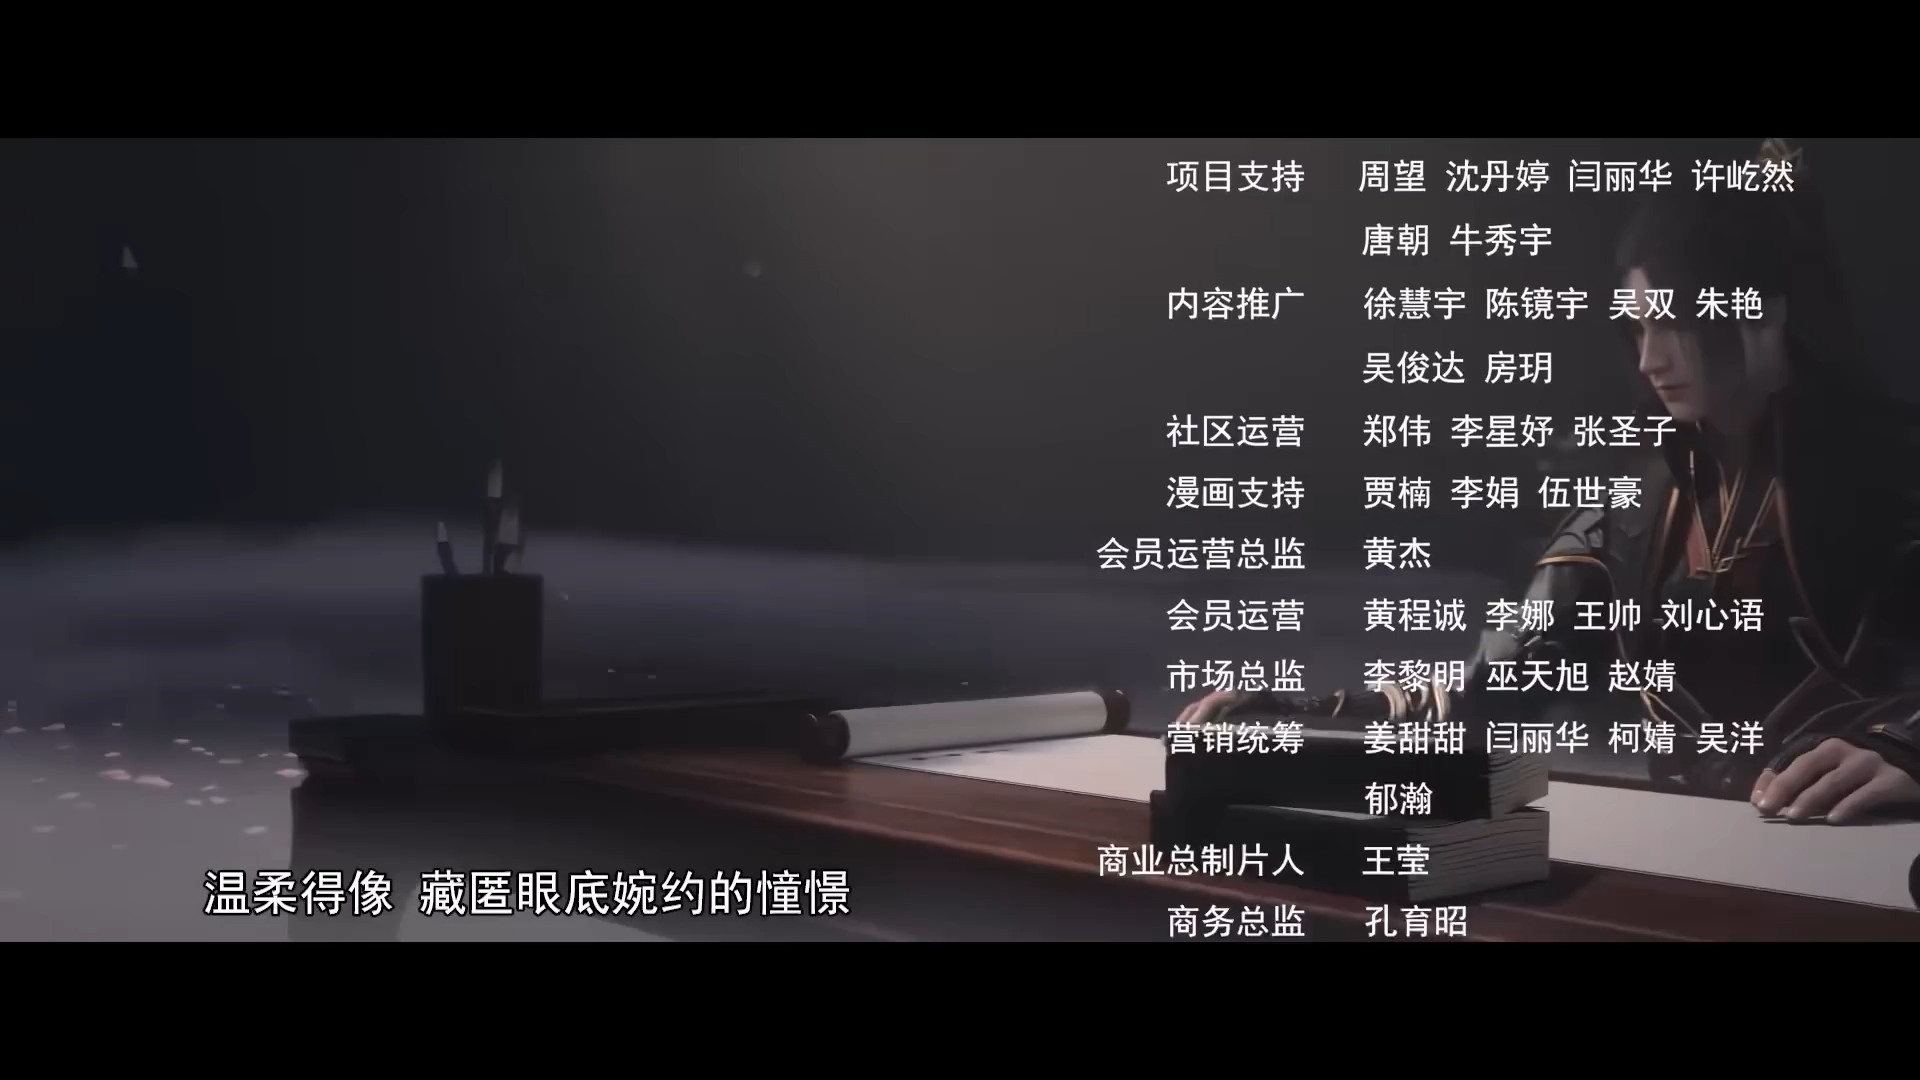 项目支持 周望 沈丹婷 闫丽华 许屹然
唐朝 牛秀宇
内容推广 徐慧宇 陈镜宇 吴双 朱艳
吴俊达 房玥
社区运营 郑伟 李星妤 张圣子
漫画支持 贾楠 李娟 伍世豪
会员运营总监 黄杰
会员运营 黄程诚 李娜 王帅 刘心语
市场总监 李黎明 巫天旭 赵婧
营销统筹 姜甜甜 闫丽华 柯婧 吴洋
郁瀚
商业总制片人 王莹
商务总监 孔育昭
温柔得像 藏匿眼底婉约的憧憬